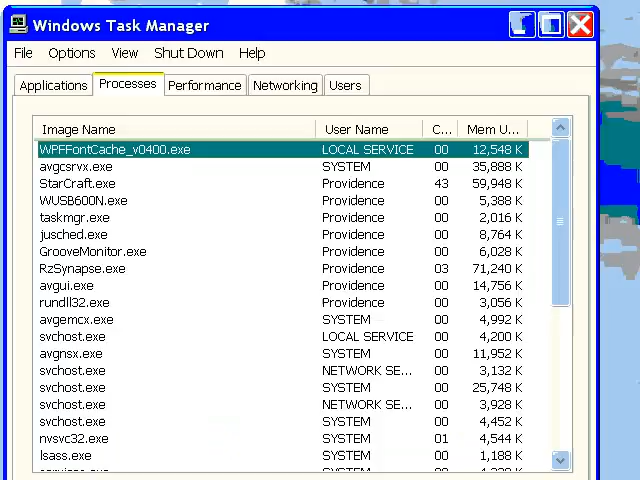 Windows Task Manager
File Options View Shut Down Help
Applications Processes Performance Networking Users
Image Name User Name C... Mem U...
WPFFontCache_v0400.exe LOCAL SERVICE 00 12,548 K
avgcsrvx.exe SYSTEM 00 35,888 K
StarCraft.exe Providence 43 59,948 K
WUSB600N.exe Providence 00 5,388 K
taskmgr.exe Providence 00 2,016 K
jusched.exe Providence 00 8,764 K
GrooveMonitor.exe Providence 00 6,028 K
RzSynapse.exe Providence 03 71,240 K
avgui.exe Providence 00 14,756 K
rundll32.exe Providence 00 3,056 K
avgemcx.exe SYSTEM 00 4,992 K
svchost.exe LOCAL SERVICE 00 4,200 K
avgnsx.exe SYSTEM 00 11,952 K
svchost.exe NETWORK SE... 00 3,132 K
svchost.exe SYSTEM 00 25,748 K
svchost.exe NETWORK SE... 00 3,928 K
svchost.exe SYSTEM 00 4,452 K
nvsvc32.exe SYSTEM 01 4,544 K
lsass.exe SYSTEM 00 1,188 K